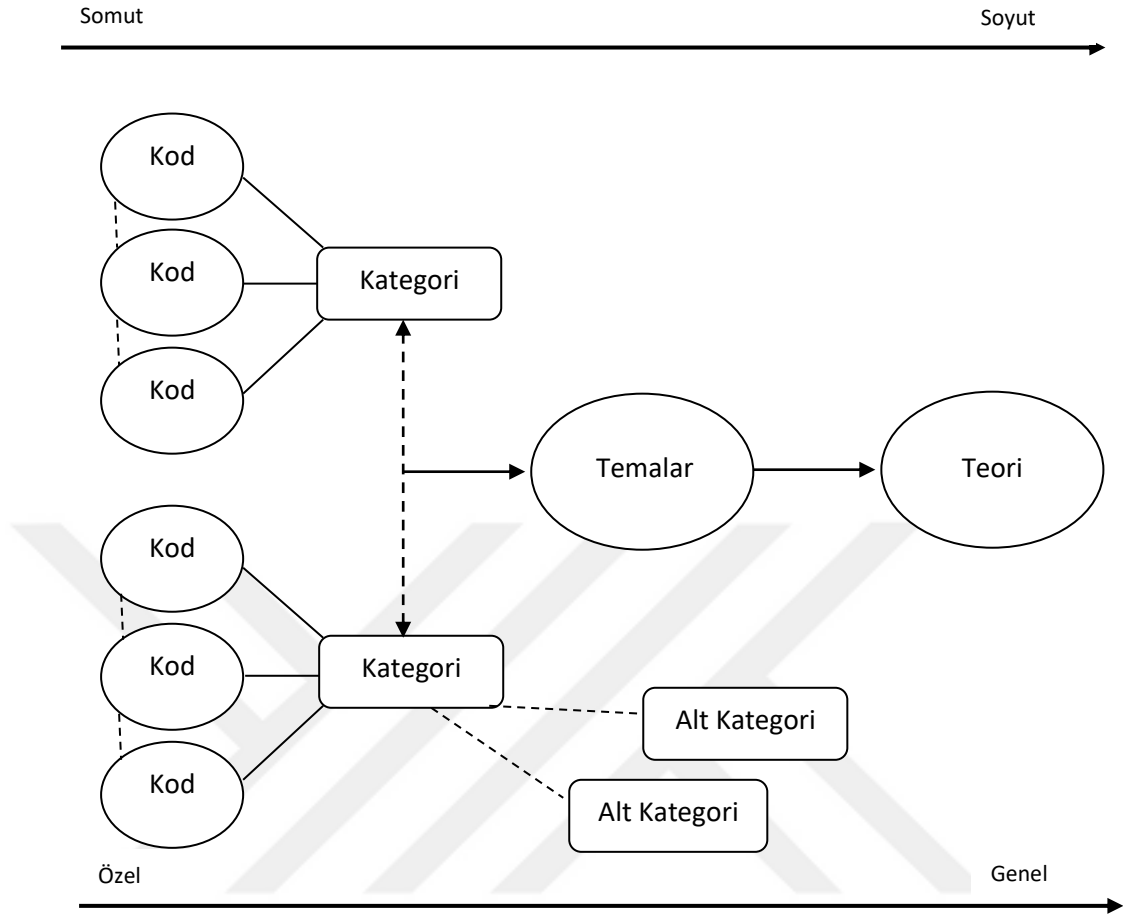 Somut
Soyut
Kod
Kod
Kategori
Kod
Temalar
Teori
Kod
Kod
Kategori
Alt Kategori
Kod
Alt Kategori
Özel
Genel